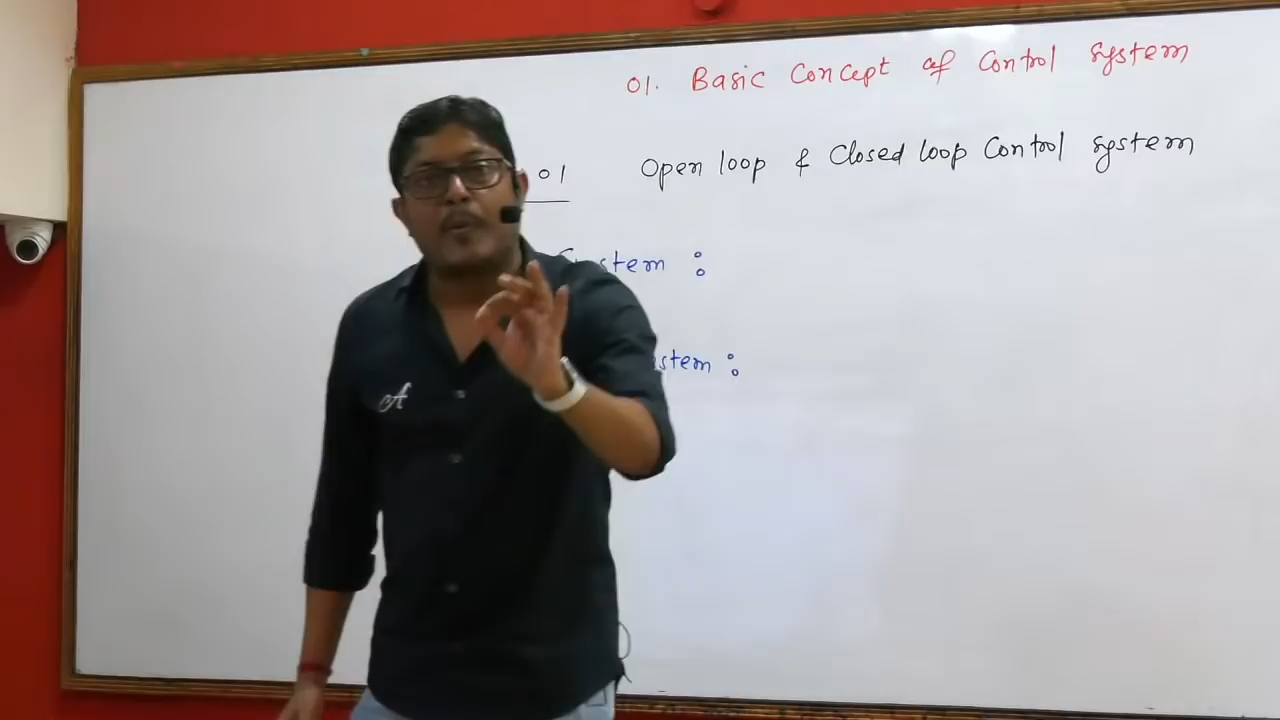 01. Basic Concept of Control System
01 Open loop & Closed loop Control System
System :
stem :
A